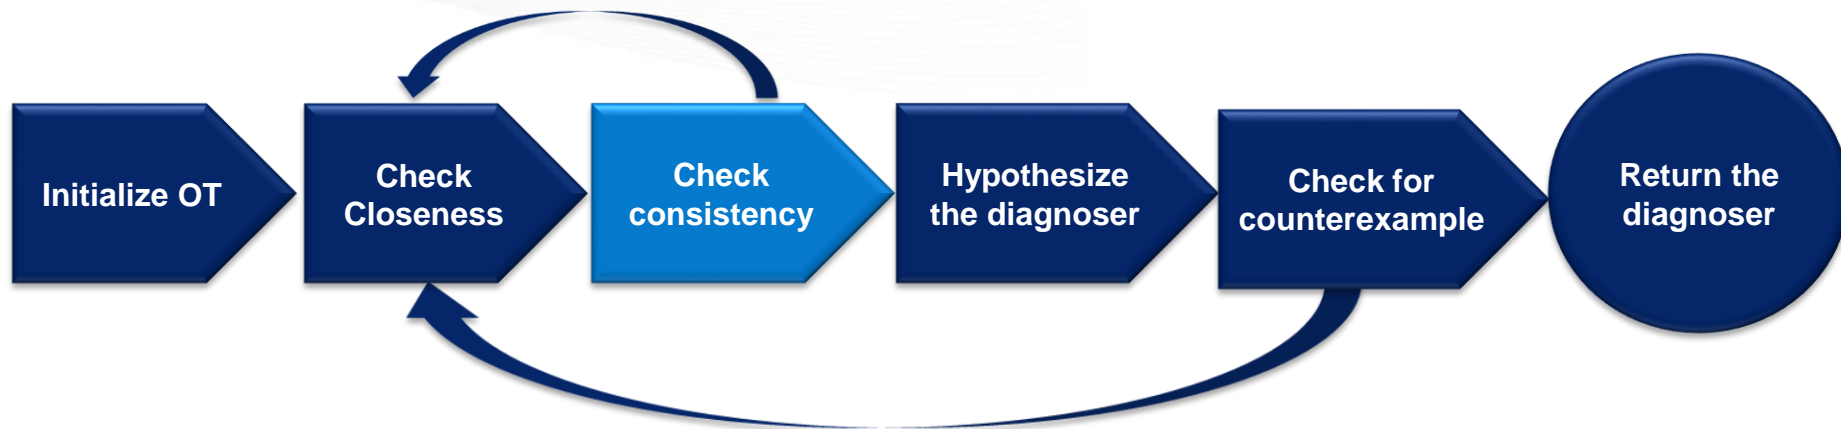 Initialize OT
Check
Closeness
Check
consistency
Hypothesize
the diagnoser
Check for
counterexample
Return the
diagnoser